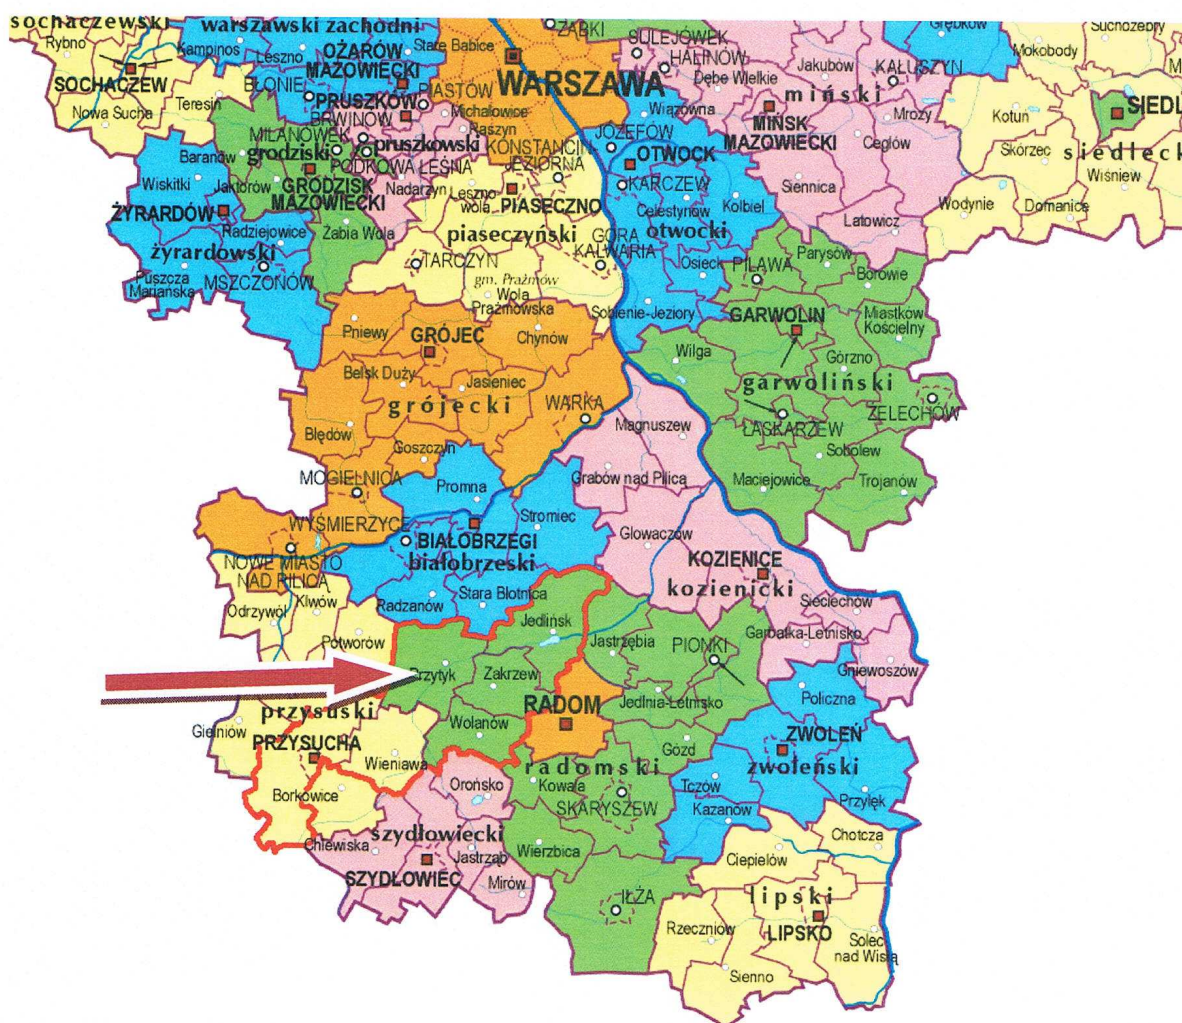 sochaczewski
warszawski zachodni
Rybno
Kampinos
Leszno
OŻARÓW
MAZOWIECKI
Stare Babice
ZĄBKI
SULEJÓWEK
HALINÓW
Dębe Wielkie
Jakubów
KAŁUSZYN
Grębków
Mokobody
Suchożebry
SOCHACZEW
BŁONIE
PIASTÓW
WARSZAWA
miński
Nowa Sucha
Teresin
PRUSZKÓW
BRWINÓW
Michałowice
Raszyn
Wiązowna
MIŃSK
MAZOWIECKI
Mrozy
Kotuń
SIEDL
MILANÓWEK
grodziski
pruszkowski
PODKOWA LEŚNA
KONSTANCIN
JEZIORNA
JÓZEFÓW
OTWOCK
Cegłów
Skórzec
siedleck
Baranów
Wiskitki
Jaktorów
GRODZISK
MAZOWIECKI
Nadarzyn
Leszno
wola
PIASECZNO
KARCZEW
Siennica
Wiśniew
ŻYRARDÓW
Radziejowice
Żabia Wola
piaseczyński
Celestynów
Kołbiel
otwocki
Latowicz
Wodynie
Domanice
żyrardowski
MSZCZONÓW
Puszcza
Mariańska
TARCZYN
GÓRA
KALWARIA
Osieck
PILAWA
Parysów
Borowie
gm. Prażmów
Wola
Prażmowska
Sobienie-Jeziory
GARWOLIN
Miastków
Kościelny
Pniewy
GRÓJEC
Chynów
Wilga
Górzno
Belsk Duży
Jasieniec
garwoliński
grójecki
WARKA
ŻELECHÓW
Błędów
Goszczyn
Magnuszew
ŁASKARZEW
Sobolew
MOGIELNICA
Promna
Grabów nad Pilicą
Maciejowice
Trojanów
WYŚMIERZYCE
Stromiec
Głowaczów
BIAŁOBRZEGI
białobrzeski
NOWE MIASTO
NAD PILICĄ
KOZIENICE
kozienicki
Odrzywół
Klwów
Radzanów
Stara Błotnica
Sieciechów
Potworów
Jedlińsk
Jastrzębia
PIONKI
Garbatka-Letnisko
Gniewoszów
Przytyk
Zakrzew
Jedlnia-Letnisko
Policzna
przysuski
Gielniów
Wolanów
RADOM
Gózd
ZWOLEŃ
zwoleński
PRZYSUCHA
Wieniawa
radomski
Borkowice
Orońsko
Kowala
SKARYSZEW
Tczów
Kazanów
Przyłęk
Chlewiska
szydłowiecki
Jastrząb
Wierzbica
Chotcza
Ciepielów
SZYDŁOWIEC
Mirów
IŁŻA
lipski
LIPSKO
Rzeczniów
Solec
nad Wisłą
Sienno